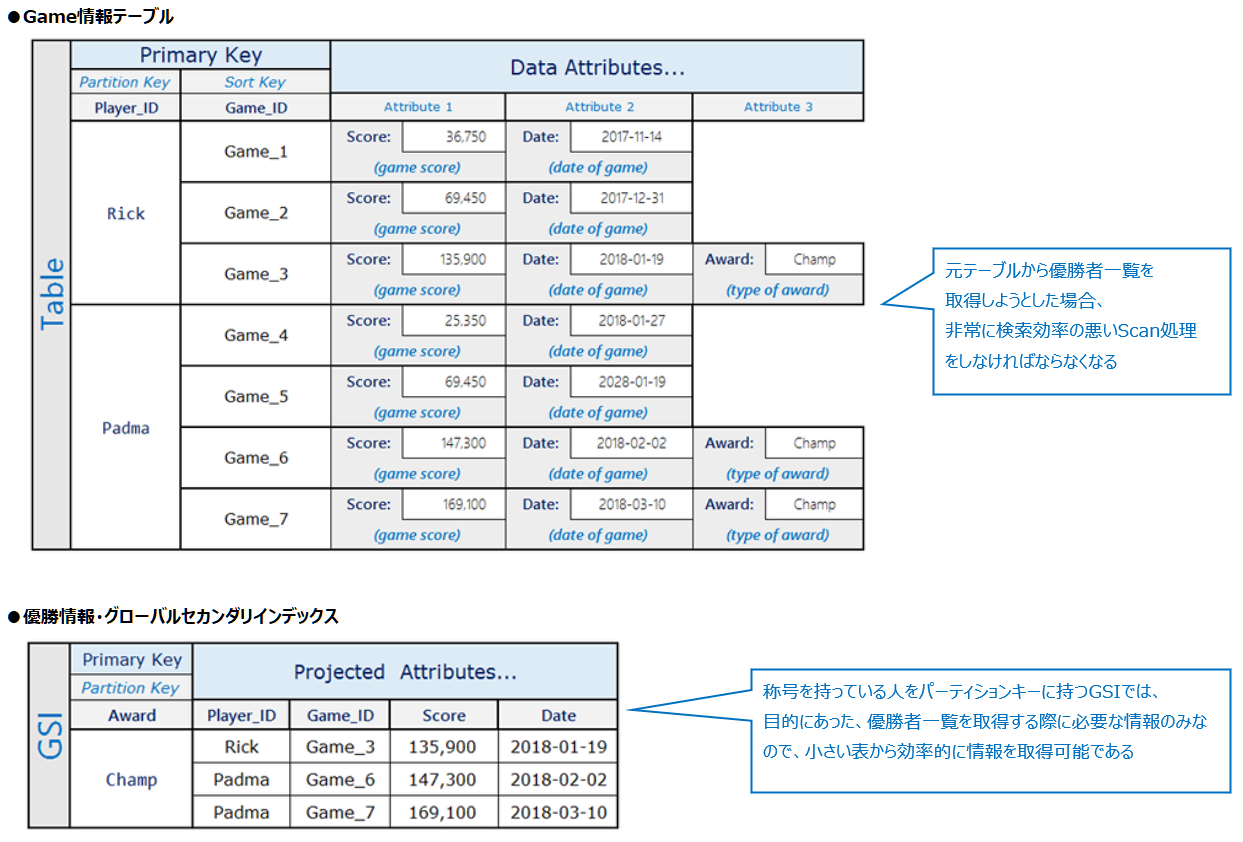 ●Game情報テーブル
Table
Primary Key
Data Attributes...
Partition Key Sort Key
Player_ID Game_ID Attribute 1 Attribute 2 Attribute 3
Rick
Game_1 Score: 36,750 Date: 2017-11-14
(game score) (date of game)
Game_2 Score: 69,450 Date: 2017-12-31
(game score) (date of game)
Game_3 Score: 135,900 Date: 2018-01-19 Award: Champ
(game score) (date of game) (type of award)
Padma
Game_4 Score: 25,350 Date: 2018-01-27
(game score) (date of game)
Game_5 Score: 69,450 Date: 2028-01-19
(game score) (date of game)
Game_6 Score: 147,300 Date: 2018-02-02 Award: Champ
(game score) (date of game) (type of award)
Game_7 Score: 169,100 Date: 2018-03-10 Award: Champ
(game score) (date of game) (type of award)
元テーブルから優勝者一覧を
取得しようとした場合、
非常に検索効率の悪いScan処理
をしなければならなくなる
●優勝情報・グローバルセカンダリインデックス
GSI
Primary Key
Projected Attributes...
Partition Key
Award Player_ID Game_ID Score Date
Champ
Rick Game_3 135,900 2018-01-19
Padma Game_6 147,300 2018-02-02
Padma Game_7 169,100 2018-03-10
称号を持っている人をパーティションキーに持つGSIでは、
目的にあった、優勝者一覧を取得する際に必要な情報のみな
ので、小さい表から効率的に情報を取得可能である